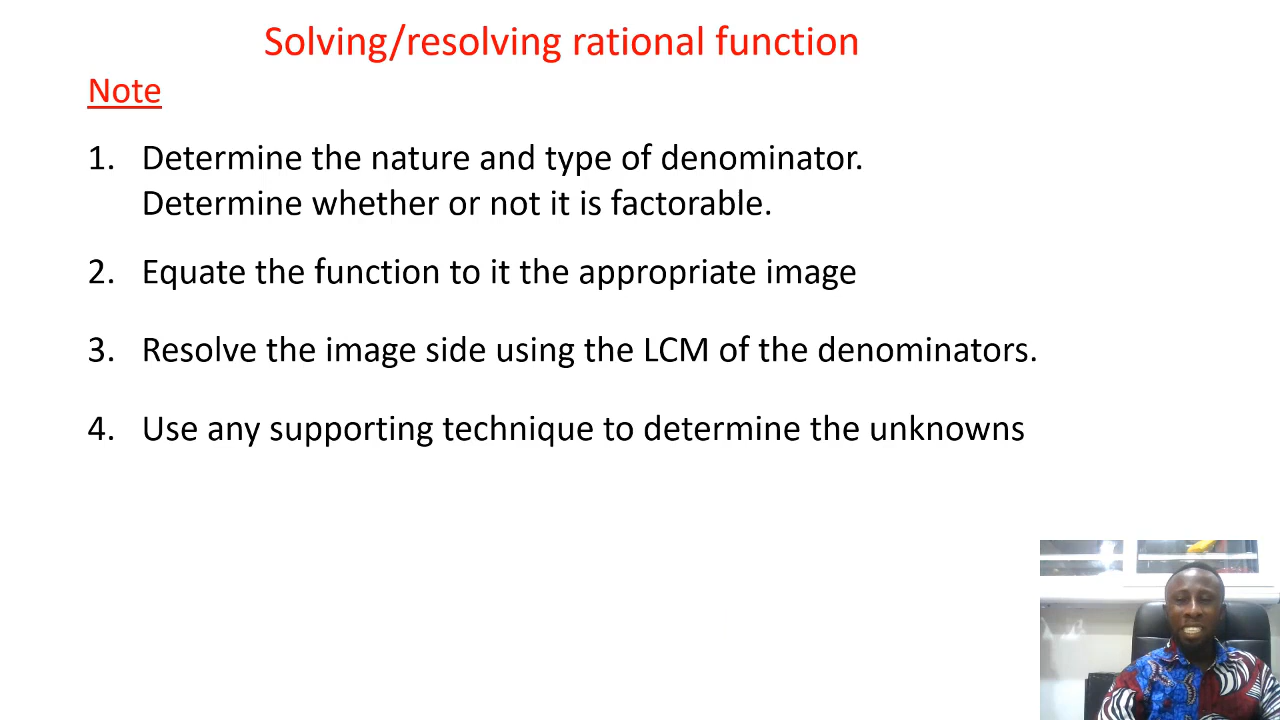 Solving/resolving rational function
Note
1. Determine the nature and type of denominator.
Determine whether or not it is factorable.
2. Equate the function to it the appropriate image
3. Resolve the image side using the LCM of the denominators.
4. Use any supporting technique to determine the unknowns